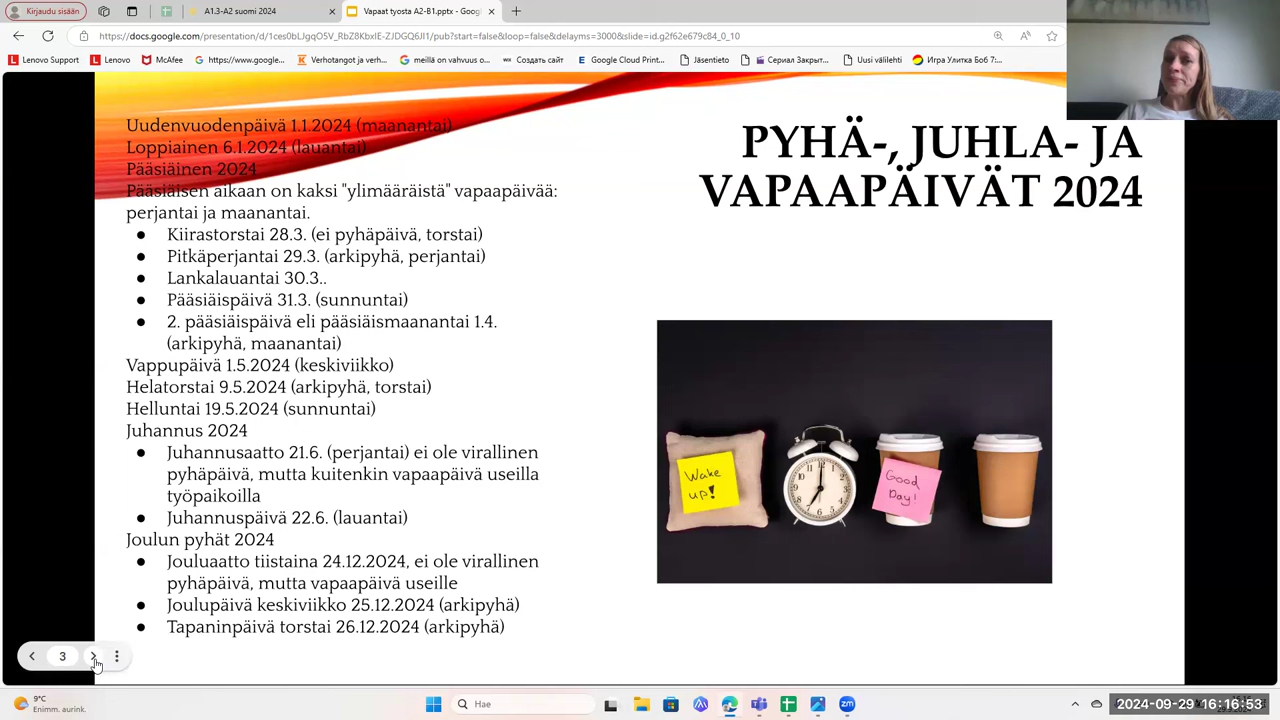 Kirjaudu sisään
A1.3-A2 suomi 2024
Vapaat tyosta A2-B1.pptx - Goog
https://docs.google.com/presentation/d/1ces0bLJgqO5V_RbZ8KbxIE-ZJDGQ6JI1/pub?start=false&loop=false&delayms=3000&slide=id.g2f62e679c84_0_10
Lenovo Support
Lenovo
McAfee
https://www.google...
Verhotangot ja verh...
meillä on vahvuus o...
Создать сайт
Google Cloud Print...
Jäsentieto
Сериал Закрыт...
Uusi välilehti
Игра Улитка Боб 7:...
PYHÄ-, JUHLA- JA
VAPAAPÄIVÄT 2024
Uudenvuodenpäivä 1.1.2024 (maanantai)
Loppiainen 6.1.2024 (lauantai)
Pääsiäinen 2024
Pääsiäisen aikaan on kaksi "ylimääräistä" vapaapäivää:
perjantai ja maanantai.
● Kiirastorstai 28.3. (ei pyhäpäivä, torstai)
● Pitkäperjantai 29.3. (arkipyhä, perjantai)
● Lankalauantai 30.3..
● Pääsiäispäivä 31.3. (sunnuntai)
● 2. pääsiäispäivä eli pääsiäismaanantai 1.4.
(arkipyhä, maanantai)
Vappupäivä 1.5.2024 (keskiviikko)
Helatorstai 9.5.2024 (arkipyhä, torstai)
Helluntai 19.5.2024 (sunnuntai)
Juhannus 2024
● Juhannusaatto 21.6. (perjantai) ei ole virallinen
pyhäpäivä, mutta kuitenkin vapaapäivä useilla
työpaikoilla
● Juhannuspäivä 22.6. (lauantai)
Joulun pyhät 2024
● Jouluaatto tiistaina 24.12.2024, ei ole virallinen
pyhäpäivä, mutta vapaapäivä useille
● Joulupäivä keskiviikko 25.12.2024 (arkipyhä)
● Tapaninpäivä torstai 26.12.2024 (arkipyhä)
Wake
up!
Good
Day!
3
9°C
Enimm. aurink.
Hae
2024-09-29 16:16:53